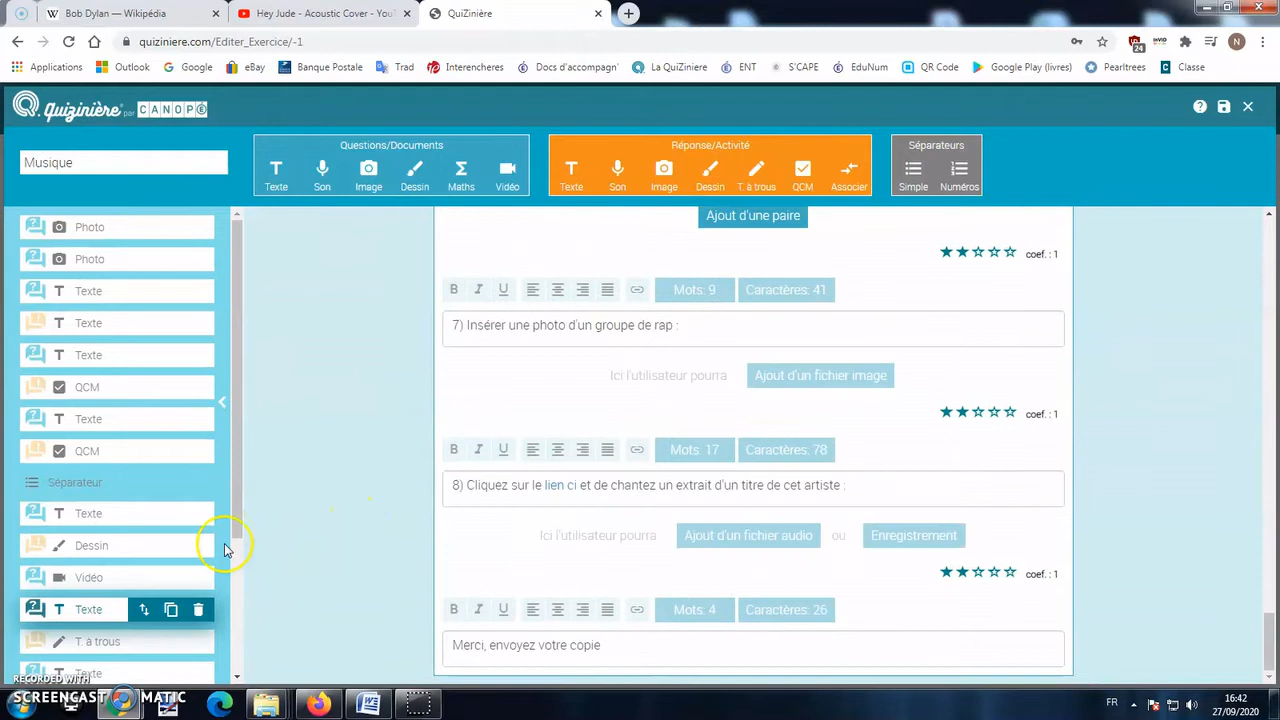 Bob Dylan — Wikipédia
Hey Jude - Acoustic Cover - You
QuiZinière
quiziniere.com/Editer_Exercice/-1
24
N
Applications
Outlook
Google
eBay
Banque Postale
Trad
Interencheres
Docs d'accompagn'
La QuiZiniere
ENT
S'CAPE
EduNum
QR Code
Google Play (livres)
Pearltrees
Classe
Quizinière par CANOPÉ
Musique
Questions/Documents
Texte Son Image Dessin Maths Vidéo
Réponse/Activité
Texte Son Image Dessin T. à trous QCM Associer
Séparateurs
Simple Numéros
Photo
Photo
Texte
Texte
Texte
QCM
Texte
QCM
Séparateur
Texte
Dessin
Vidéo
Texte
T. à trous
Texte
Ajout d'une paire
coef. : 1
B I U Mots: 9 Caractères: 41
7) Insérer une photo d'un groupe de rap :
Ici l'utilisateur pourra Ajout d'un fichier image
coef. : 1
B I U Mots: 17 Caractères: 78
8) Cliquez sur le lien ci et de chantez un extrait d'un titre de cet artiste :
Ici l'utilisateur pourra Ajout d'un fichier audio ou Enregistrement
coef. : 1
B I U Mots: 4 Caractères: 26
Merci, envoyez votre copie
RECORDED WITH
SCREENCAST MATIC
FR
16:42
27/09/2020